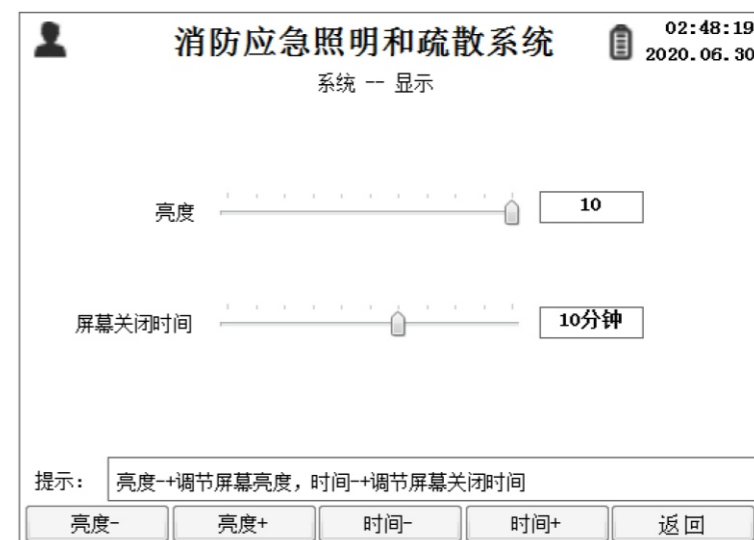 消防应急照明和疏散系统
02:48:19
2020.06.30
系统 -- 显示
亮度
10
屏幕关闭时间
10分钟
提示：
亮度-+调节屏幕亮度，时间-+调节屏幕关闭时间
亮度-
亮度+
时间-
时间+
返回